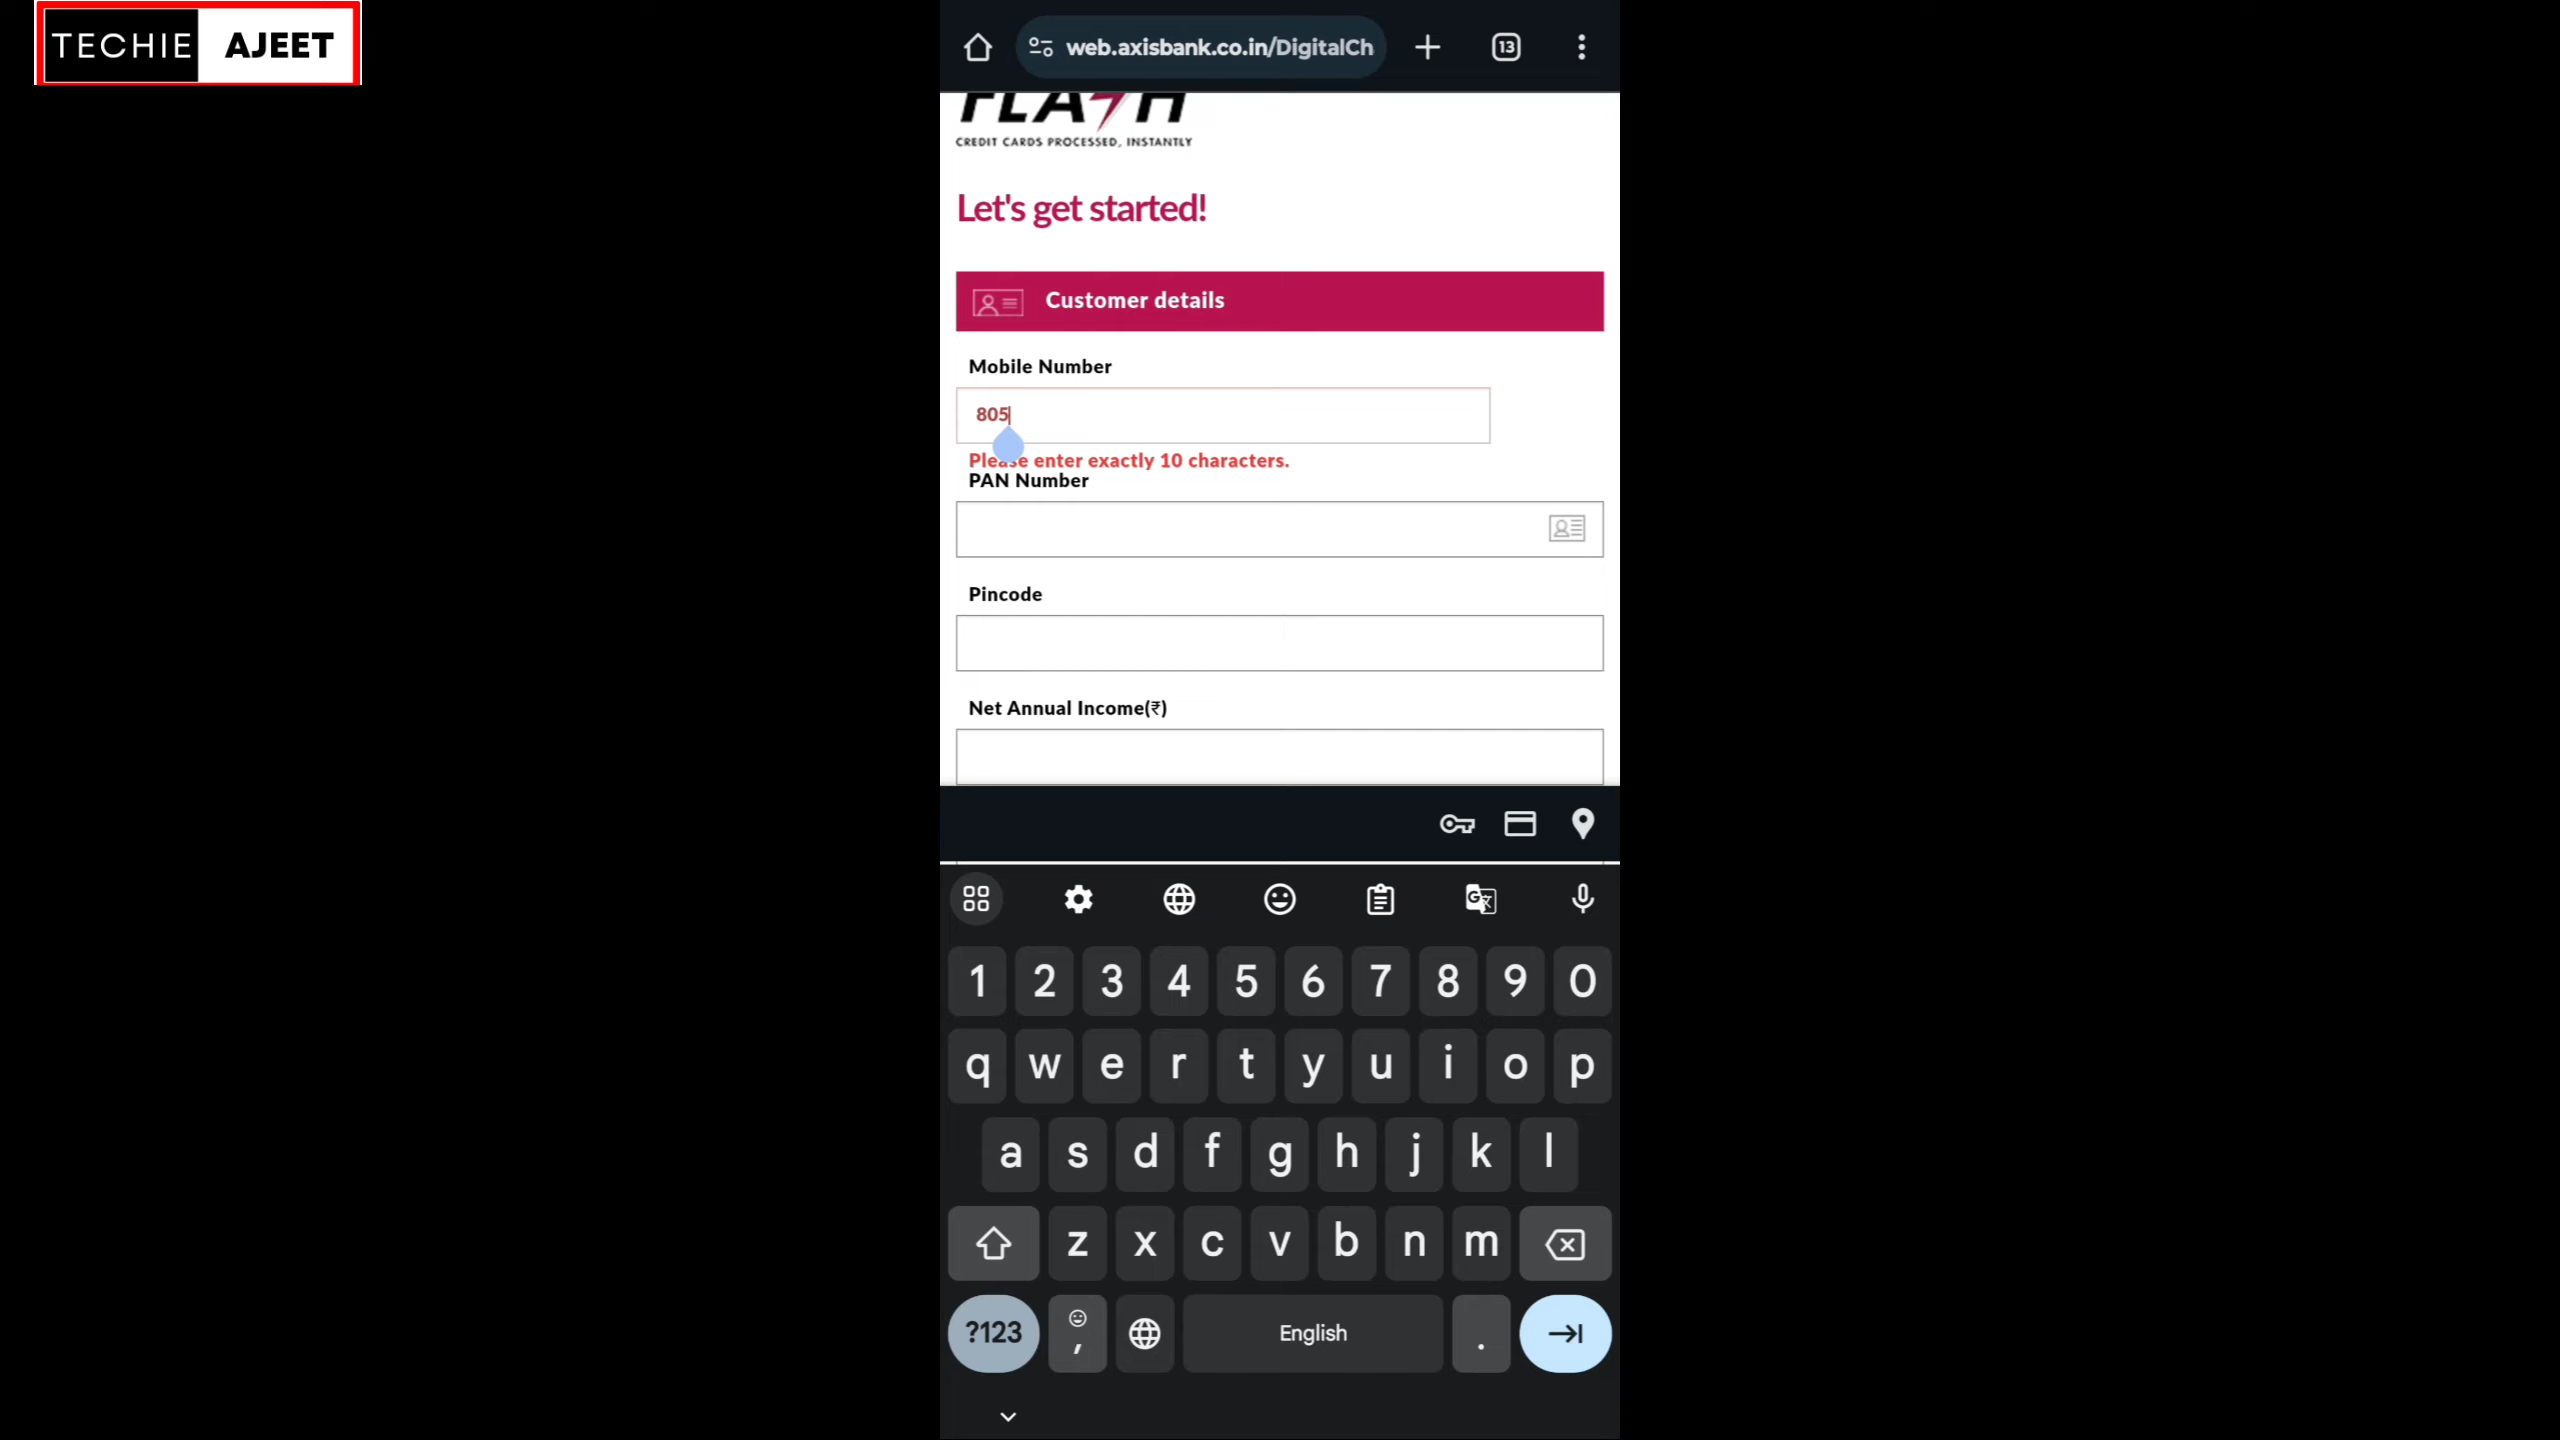 TECHIE AJEET
web.axisbank.co.in/DigitalCh
13
FLASH
CREDIT CARDS PROCESSED, INSTANTLY
Let's get started!
Customer details
Mobile Number
805
Please enter exactly 10 characters.
PAN Number
Pincode
Net Annual Income(₹)
1 2 3 4 5 6 7 8 9 0
q w e r t y u i o p
a s d f g h j k l
z x c v b n m
?123 , English .